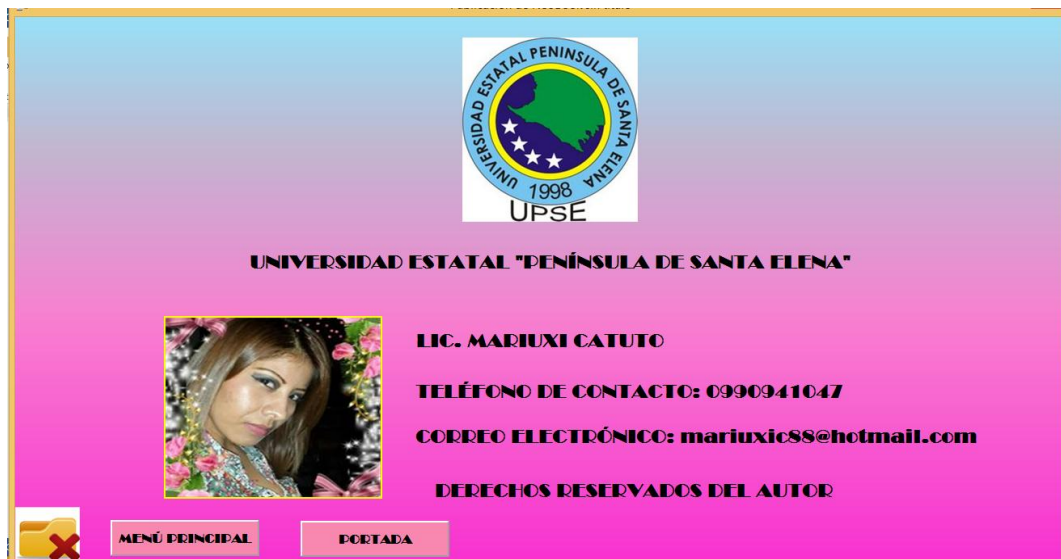 UNIVERSIDAD ESTATAL PENINSULA DE SANTA ELENA
1998
UPSE
UNIVERSIDAD ESTATAL "PENÍNSULA DE SANTA ELENA"
LIC. MARIUXI CATUTO
TELÉFONO DE CONTACTO: 0990941047
CORREO ELECTRÓNICO: mariuxic88@hotmail.com
DERECHOS RESERVADOS DEL AUTOR
MENÚ PRINCIPAL
PORTADA